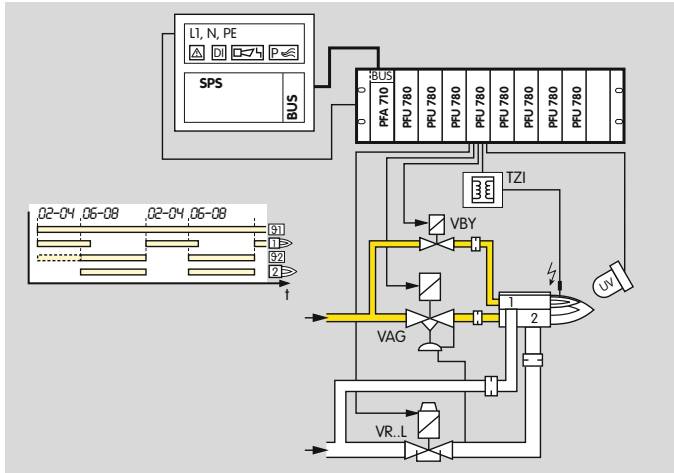 L1, N, PE
DI
P
SPS
BUS
BUS
PFA 710
PFU 780
PFU 780
PFU 780
PFU 780
PFU 780
PFU 780
PFU 780
PFU 780
TZI
VBY
02-04 06-08 02-04 06-08
91
1
92
2
t
UV
1
2
VAG
VR..L